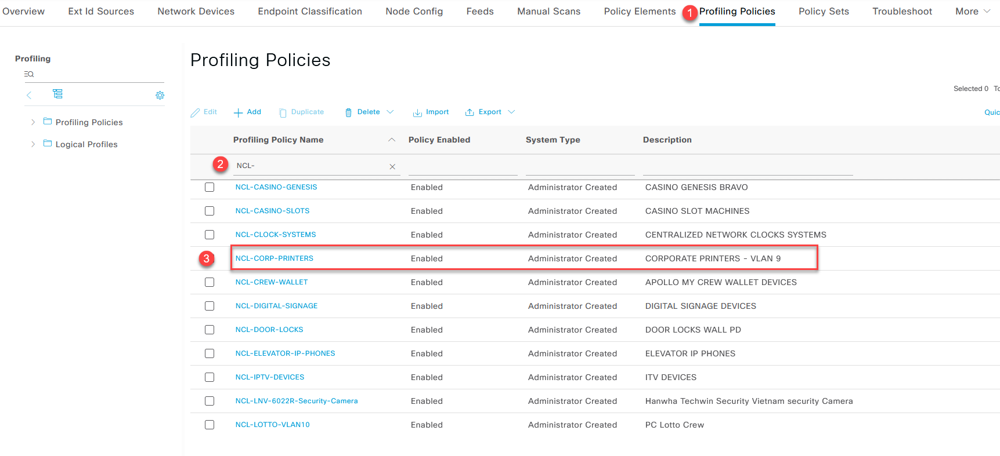 Overview Ext Id Sources Network Devices Endpoint Classification Node Config Feeds Manual Scans Policy Elements 1 Profiling Policies Policy Sets Troubleshoot More
Profiling
Profiling Policies
Logical Profiles
Profiling Policies
Selected 0
Edit Add Duplicate Delete Import Export
Profiling Policy Name Policy Enabled System Type Description
2 NCL-
NCL-CASINO-GENESIS Enabled Administrator Created CASINO GENESIS BRAVO
NCL-CASINO-SLOTS Enabled Administrator Created CASINO SLOT MACHINES
NCL-CLOCK-SYSTEMS Enabled Administrator Created CENTRALIZED NETWORK CLOCKS SYSTEMS
3 NCL-CORP-PRINTERS Enabled Administrator Created CORPORATE PRINTERS - VLAN 9
NCL-CREW-WALLET Enabled Administrator Created APOLLO MY CREW WALLET DEVICES
NCL-DIGITAL-SIGNAGE Enabled Administrator Created DIGITAL SIGNAGE DEVICES
NCL-DOOR-LOCKS Enabled Administrator Created DOOR LOCKS WALL PD
NCL-ELEVATOR-IP-PHONES Enabled Administrator Created ELEVATOR IP PHONES
NCL-IPTV-DEVICES Enabled Administrator Created ITV DEVICES
NCL-LNV-6022R-Security-Camera Enabled Administrator Created Hanwha Techwin Security Vietnam security Camera
NCL-LOTTO-VLAN10 Enabled Administrator Created PC Lotto Crew